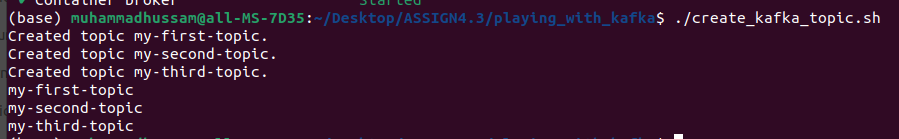 Container broker Started
(base) muhammadhussam@all-MS-7D35:~/Desktop/ASSIGN4.3/playing_with_kafka$ ./create_kafka_topic.sh
Created topic my-first-topic.
Created topic my-second-topic.
Created topic my-third-topic.
my-first-topic
my-second-topic
my-third-topic